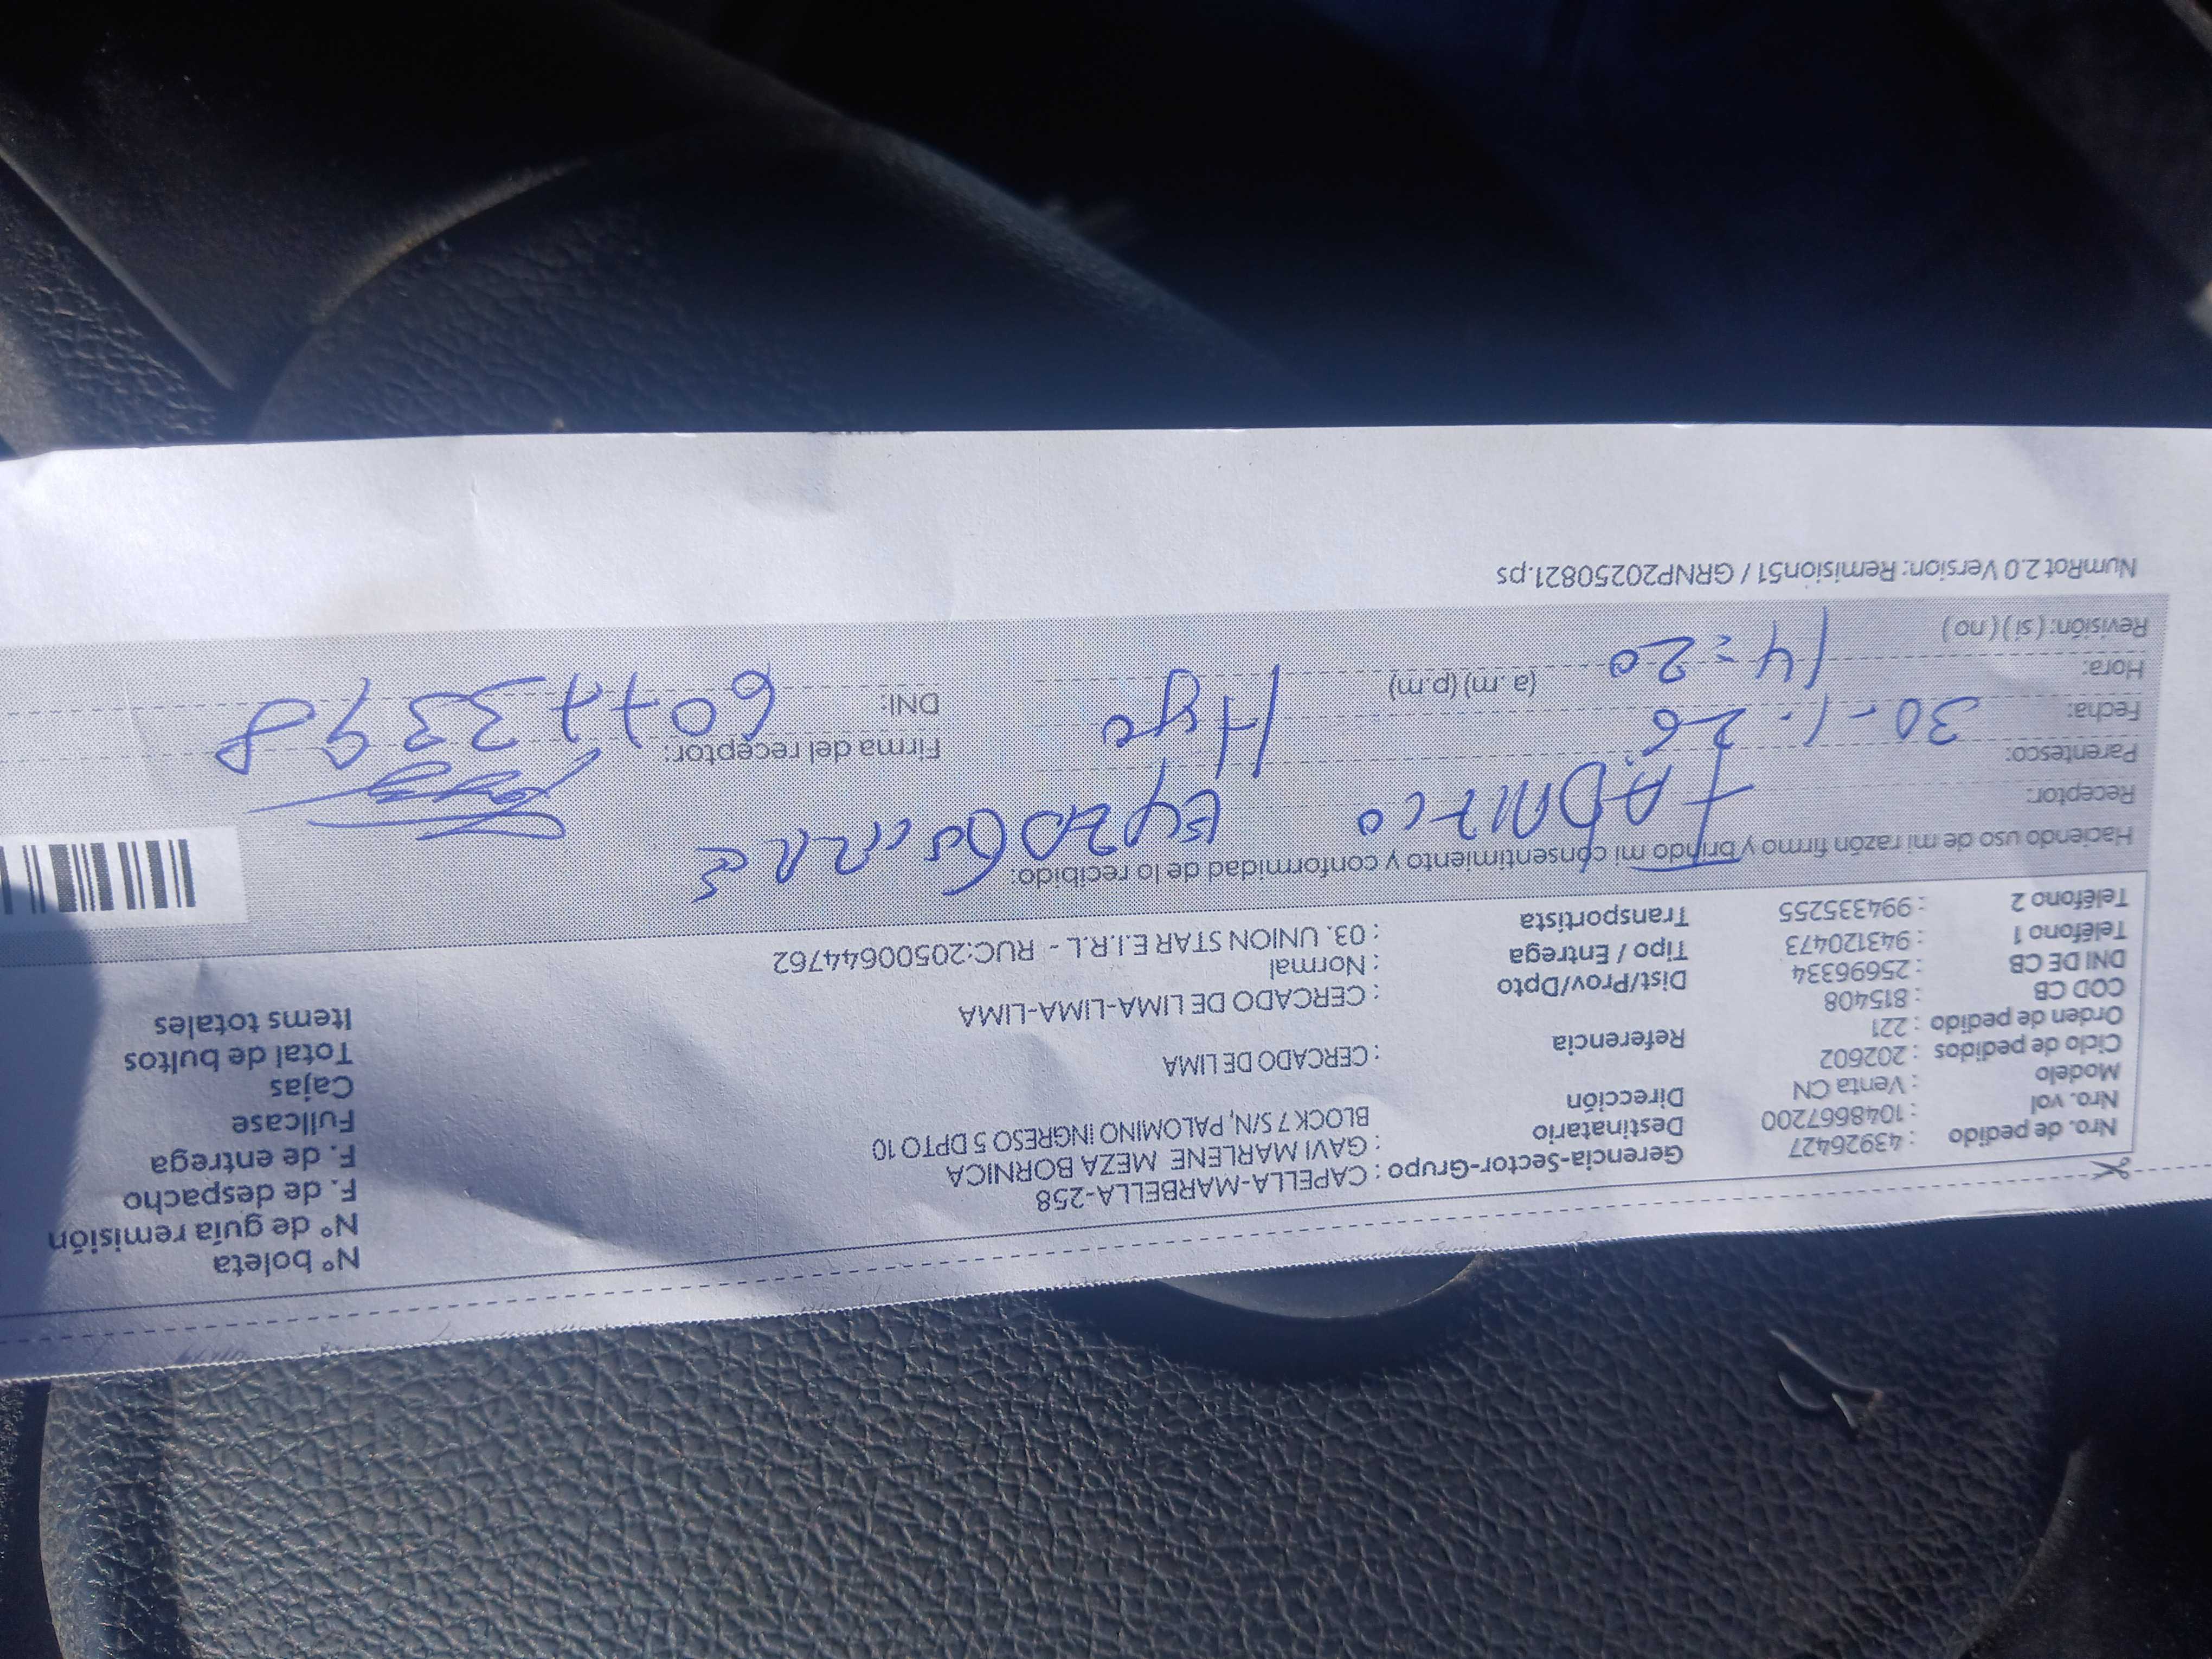 Nro. de pedido : 43926427
Nro. vol : 1048667200
Modelo : Venta CN
Ciclo de pedidos : 202602
Orden de pedido : 221
COD CB : 815408
DNI DE CB : 25696334
Teléfono 1 : 943120473
Teléfono 2 : 994335255
Gerencia-Sector-Grupo : CAPELLA-MARBELLA-258
Destinatario : GAVI MARLENE MEZA BORNICA
Dirección BLOCK 7 S/N, PALOMINO INGRESO 5 DPTO 10
Referencia : CERCADO DE LIMA
Dist/Prov/Dpto : CERCADO DE LIMA-LIMA-LIMA
Tipo / Entrega : Normal
Transportista : 03. UNION STAR E.I.R.L - RUC:20500644762
N° boleta
N° de guía remisión
F. de despacho
F. de entrega
Fullcase
Cajas
Total de bultos
Items totales
Haciendo uso de mi razón firmo y brindo mi consentimiento y conformidad de lo recibido:
Receptor:
Parentesco: Hijo
Fecha: 30-1-26
Hora: 14:20 (a.m) (p.m)
Revisión: ( si ) ( no )
Firma del receptor:
DNI: 60773398
NumRot 2.0 Version: Remisión51 / GRNP20250821.ps